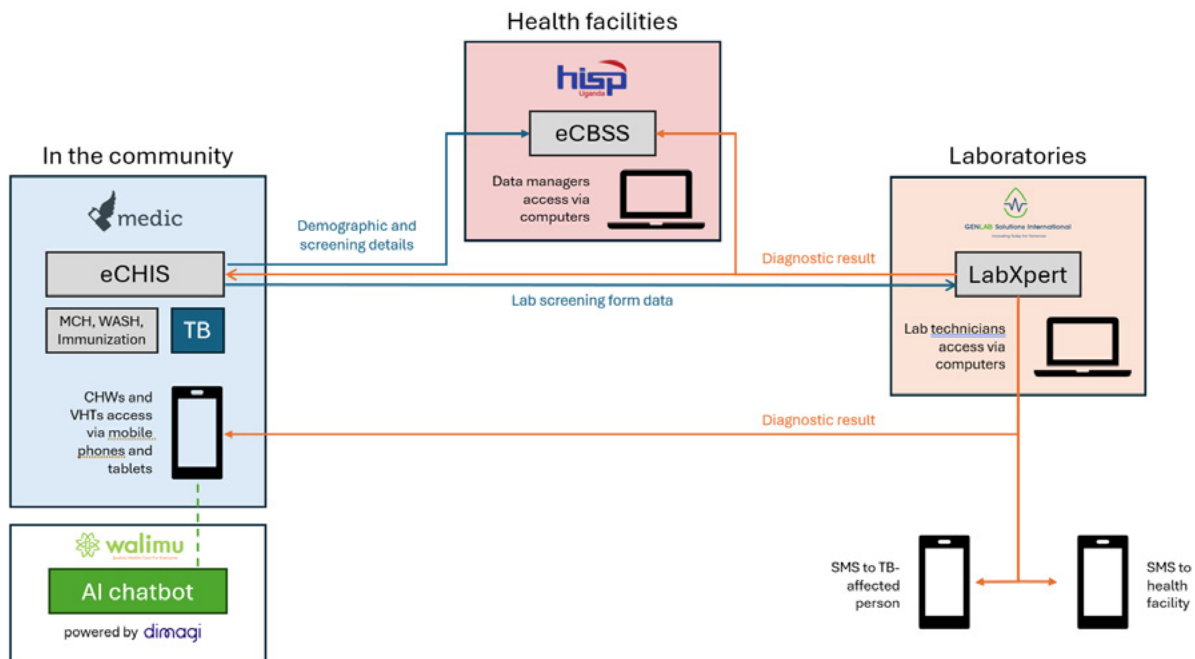 Health facilities
hisp
Uganda
eCBSS
Data managers
access via
computers
In the community
medic
eCHIS
MCH, WASH,
Immunization
TB
CHWs and
VHTs access
via mobile
phones and
tablets
Demographic and
screening details
Lab screening form data
Diagnostic result
Laboratories
GENLAB Solutions International
LabXpert
Lab technicians
access via
computers
Diagnostic result
walimu
AI chatbot
powered by dimagi
SMS to TB-
affected
person
SMS to
health
facility